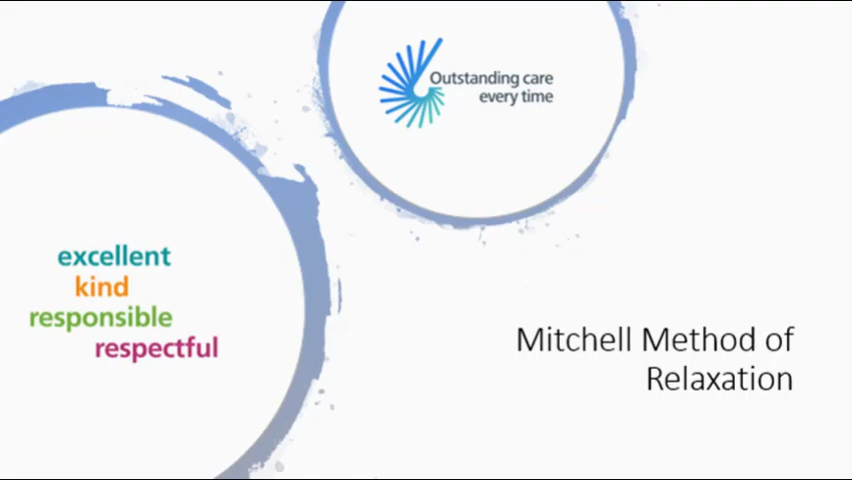 Outstanding care
every time
excellent
kind
responsible
respectful
Mitchell Method of
Relaxation